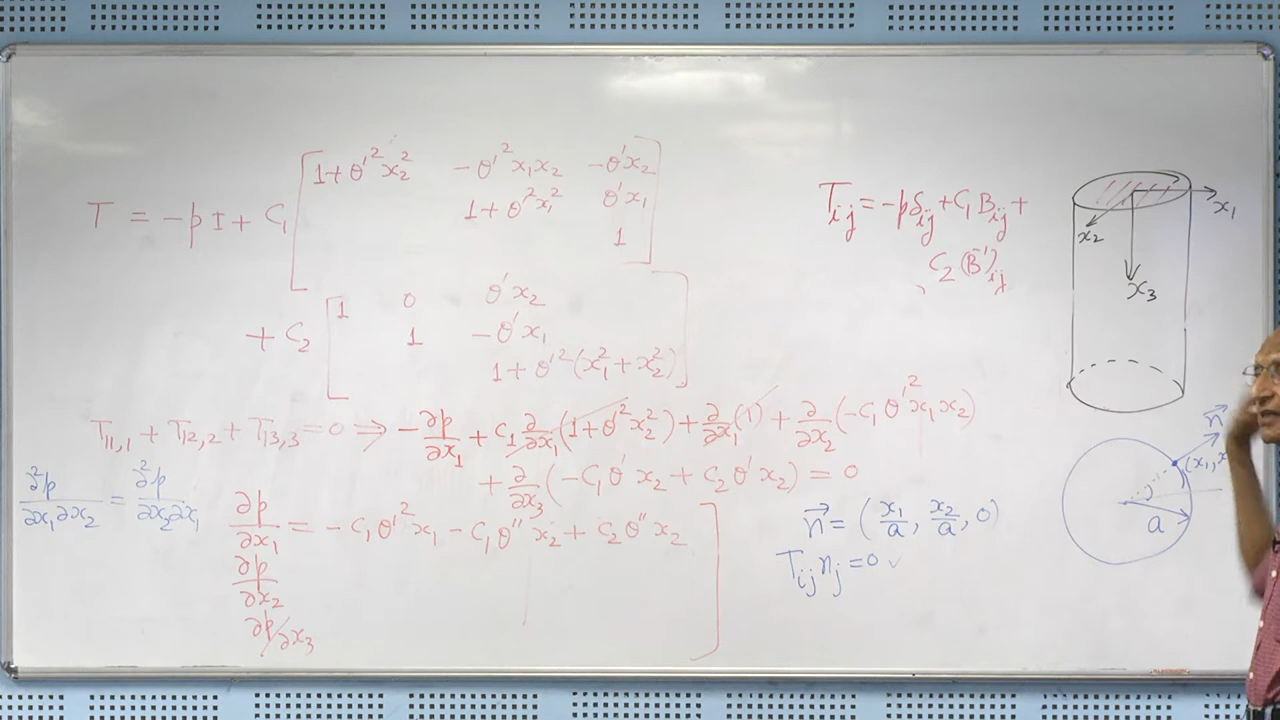 T = -p I + C₁ [ 1+θ'²x₂² -θ'²x₁x₂ -θ'x₂
1+θ'²x₁² θ'x₁
1 ]
+ C₂ [ 1 0 θ'x₂
1 -θ'x₁
1+θ'²(x₁²+x₂²) ]
T₁₁,₁ + T₁₂,₂ + T₁₃,₃ = 0 ⇒ -∂p/∂x₁ + C₁ ∂/∂x₁(1+θ'²x₂²) + ∂/∂x₁(1) + ∂/∂x₂(-C₁θ'²x₁x₂)
+ ∂/∂x₃(-C₁θ'x₂ + C₂θ'x₂) = 0
∂²p/∂x₁∂x₂ = ∂²p/∂x₂∂x₁
∂p/∂x₁ = -C₁θ'²x₁ - C₁θ''x₂ + C₂θ''x₂
∂p/∂x₂
∂p/∂x₃
Tᵢⱼ = -pδᵢⱼ + C₁Bᵢⱼ +
C₂(B⁻¹)ᵢⱼ
x₁
x₂
x₃
n⃗
(x₁,x
a
n⃗ = (x₁/a, x₂/a, 0)
Tᵢⱼnⱼ = 0